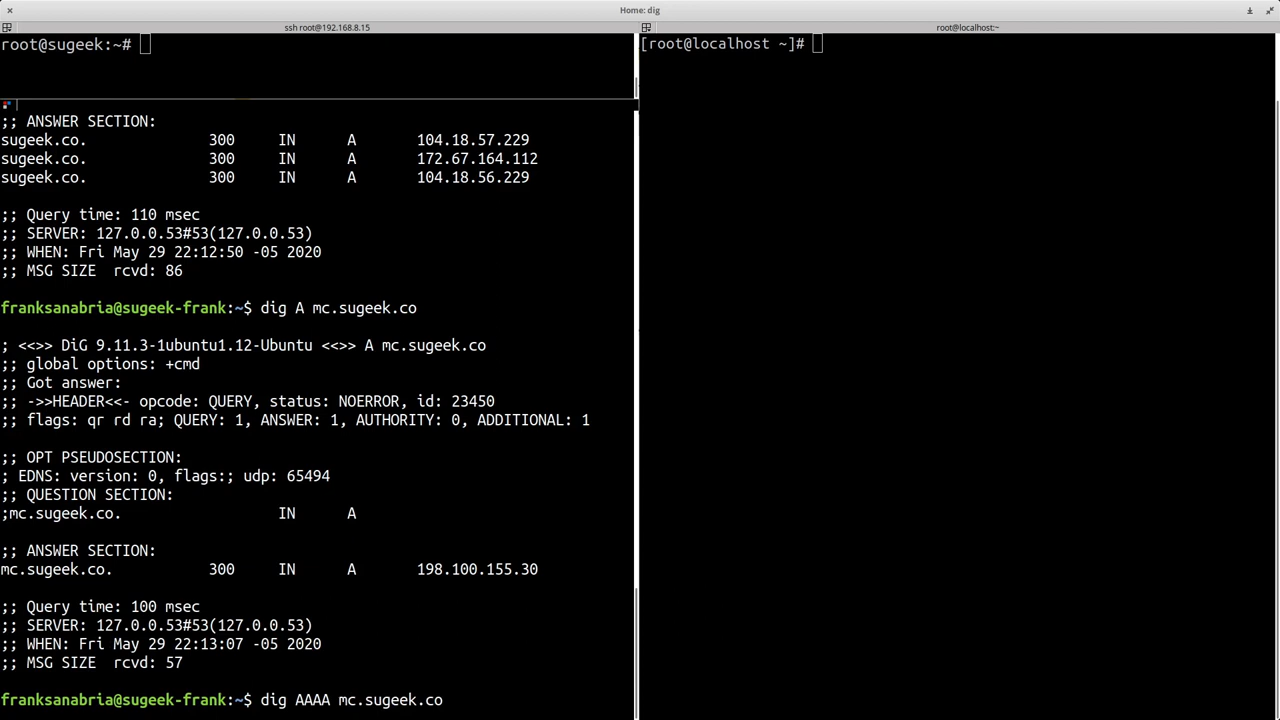 Home: dig
ssh root@192.168.8.15
root@sugeek:~#
;; ANSWER SECTION:
sugeek.co. 300 IN A 104.18.57.229
sugeek.co. 300 IN A 172.67.164.112
sugeek.co. 300 IN A 104.18.56.229
;; Query time: 110 msec
;; SERVER: 127.0.0.53#53(127.0.0.53)
;; WHEN: Fri May 29 22:12:50 -05 2020
;; MSG SIZE rcvd: 86
franksanabria@sugeek-frank:~$ dig A mc.sugeek.co
; <<>> DiG 9.11.3-1ubuntu1.12-Ubuntu <<>> A mc.sugeek.co
;; global options: +cmd
;; Got answer:
;; ->>HEADER<<- opcode: QUERY, status: NOERROR, id: 23450
;; flags: qr rd ra; QUERY: 1, ANSWER: 1, AUTHORITY: 0, ADDITIONAL: 1
;; OPT PSEUDOSECTION:
; EDNS: version: 0, flags:; udp: 65494
;; QUESTION SECTION:
;mc.sugeek.co. IN A
;; ANSWER SECTION:
mc.sugeek.co. 300 IN A 198.100.155.30
;; Query time: 100 msec
;; SERVER: 127.0.0.53#53(127.0.0.53)
;; WHEN: Fri May 29 22:13:07 -05 2020
;; MSG SIZE rcvd: 57
franksanabria@sugeek-frank:~$ dig AAAA mc.sugeek.co
root@localhost:~
[root@localhost ~]#